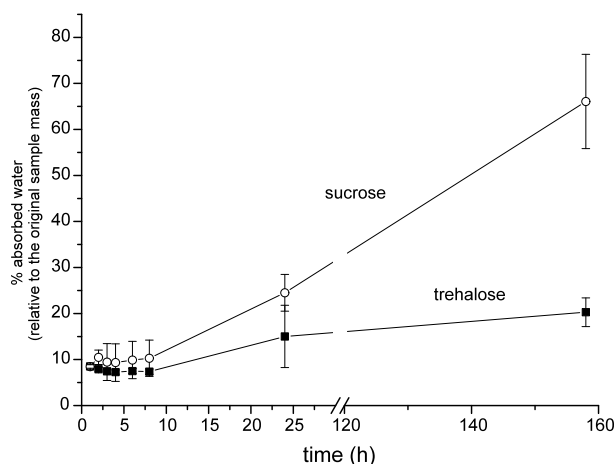 % absorbed water
(relative to the original sample mass)
80
70
60
50
40
30
20
10
0
sucrose
trehalose
0 5 10 15 20 25 120 140 160
time (h)